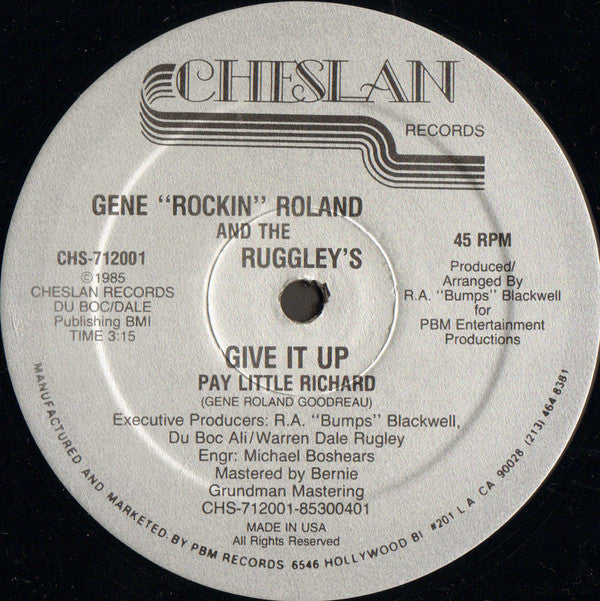 CHESLAN
RECORDS
GENE "ROCKIN" ROLAND
AND THE
RUGGLEY'S
CHS-712001
©1985
CHESLAN RECORDS
DU BOC/DALE
Publishing BMI
TIME 3:15
45 RPM
Produced/
Arranged By
R.A. "Bumps" Blackwell
for
PBM Entertainment
Productions
GIVE IT UP
PAY LITTLE RICHARD
(GENE ROLAND GOODREAU)
Executive Producers: R.A. "Bumps" Blackwell,
Du Boc Ali/Warren Dale Rugley
Engr: Michael Boshears
Mastered by Bernie
Grundman Mastering
CHS-712001-85300401
MADE IN USA
All Rights Reserved
MANUFACTURED AND MARKETED BY PBM RECORDS 6546 HOLLYWOOD Bl #201 L A CA 90028 (213) 464 8381